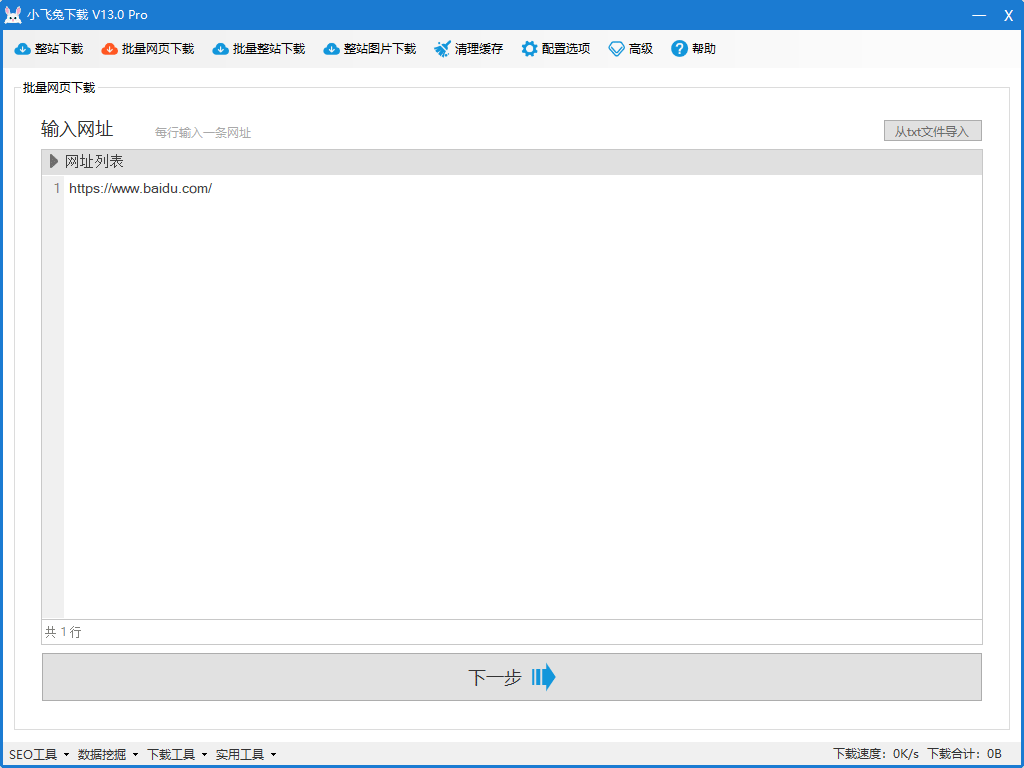 小飞兔下载 V13.0 Pro
整站下载 批量网页下载 批量整站下载 整站图片下载 清理缓存 配置选项 高级 帮助
批量网页下载
输入网址 每行输入一条网址 从txt文件导入
网址列表
1 https://www.baidu.com/
共 1 行
下一步
SEO工具 数据挖掘 下载工具 实用工具 下载速度：0K/s 下载合计：0B